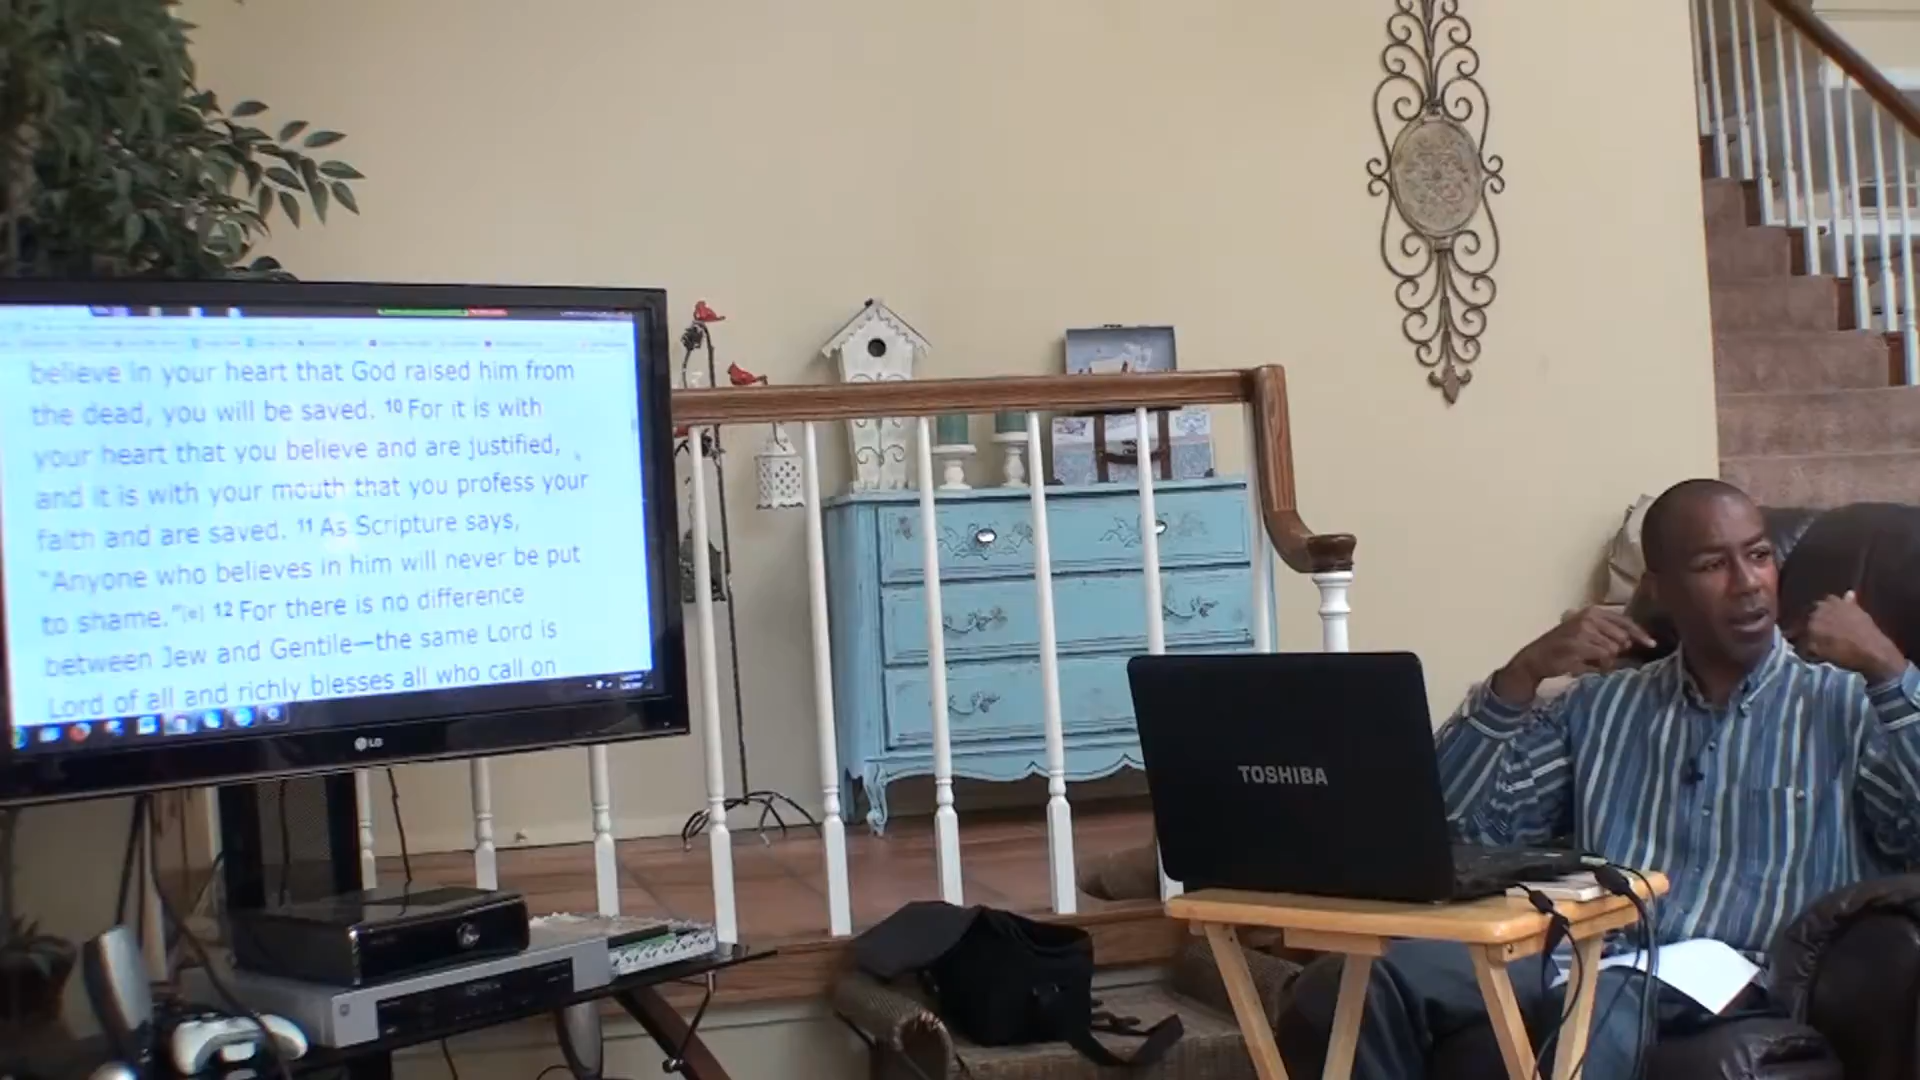 believe in your heart that God raised him from
the dead, you will be saved. 10 For it is with
your heart that you believe and are justified,
and it is with your mouth that you profess your
faith and are saved. 11 As Scripture says,
“Anyone who believes in him will never be put
to shame.”[e] 12 For there is no difference
between Jew and Gentile—the same Lord is
Lord of all and richly blesses all who call on
LG
TOSHIBA